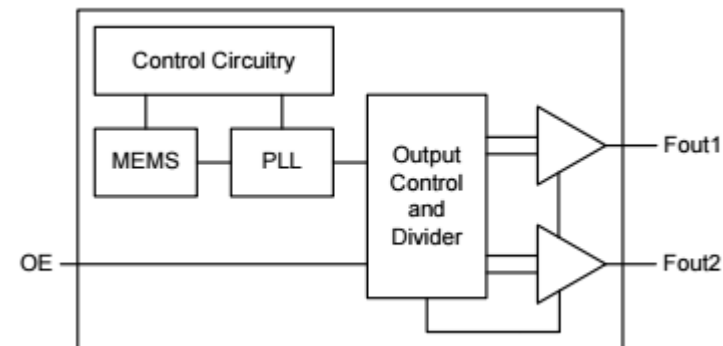 Control Circuitry
MEMS
PLL
Output
Control
and
Divider
Fout1
OE
Fout2